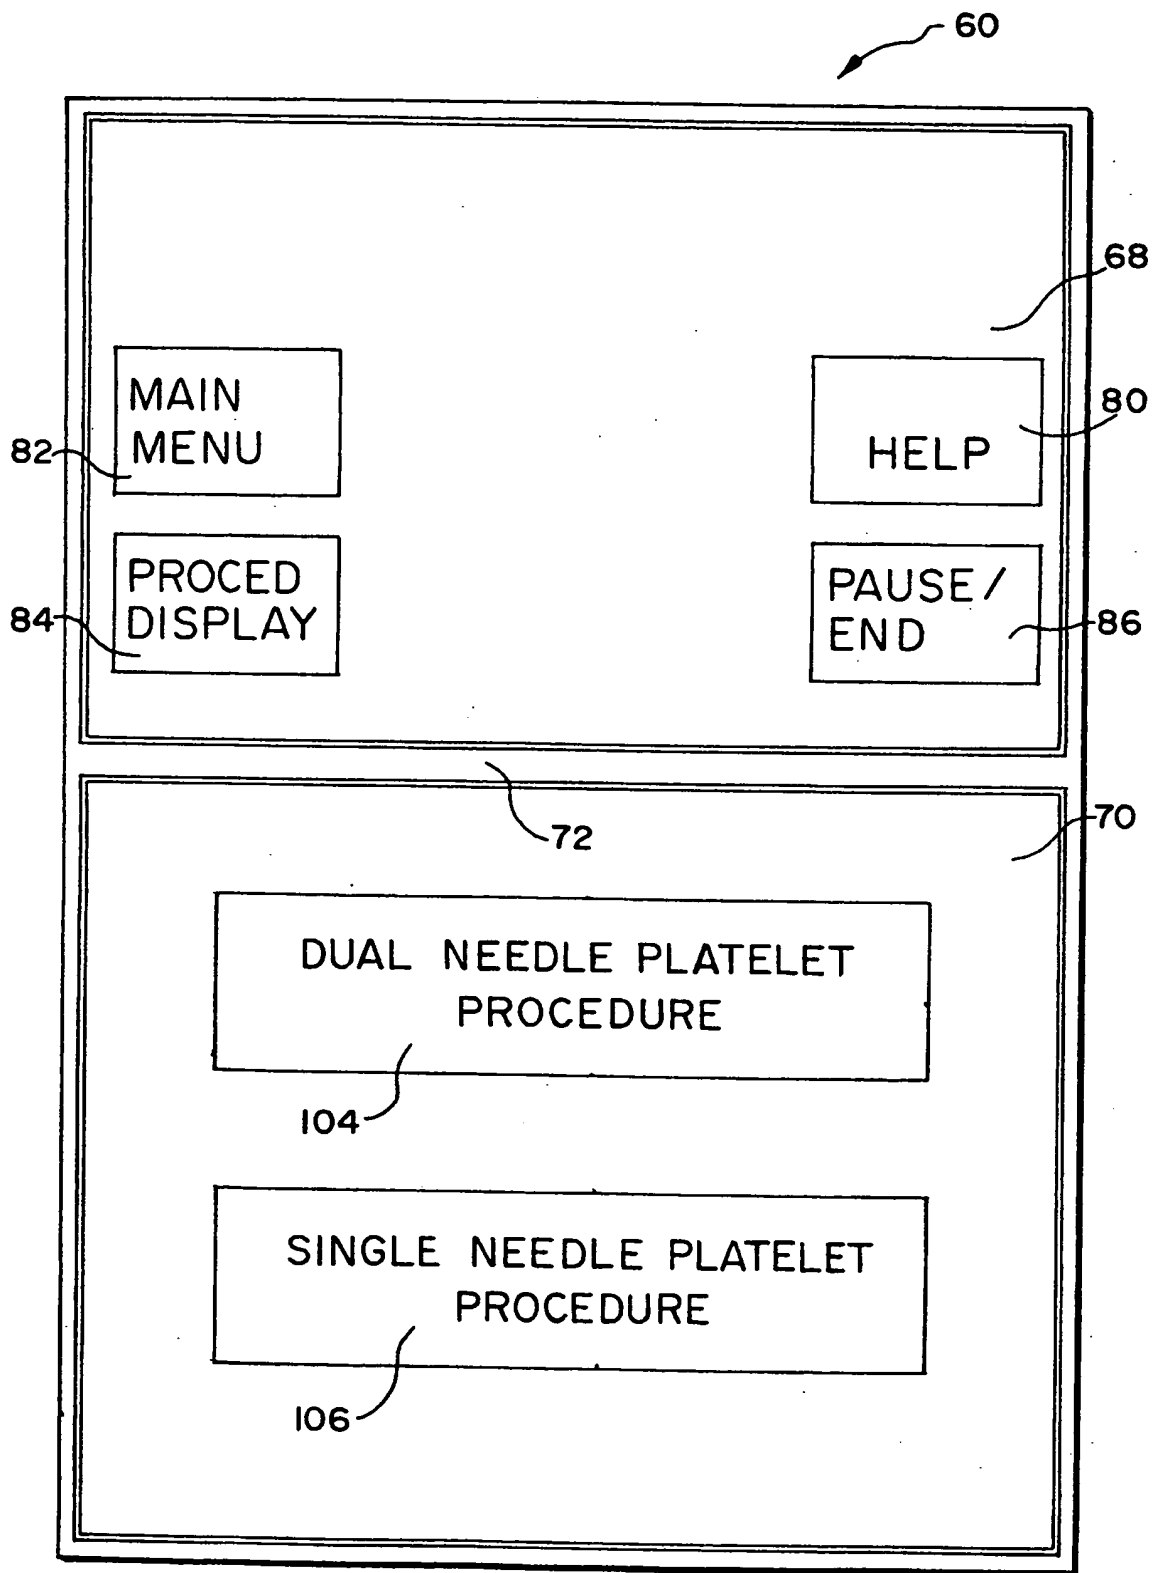 60
68
MAIN
MENU
82
HELP
80
PROCED
DISPLAY
84
PAUSE/
END
86
72
70
DUAL NEEDLE PLATELET
PROCEDURE
104
SINGLE NEEDLE PLATELET
PROCEDURE
106